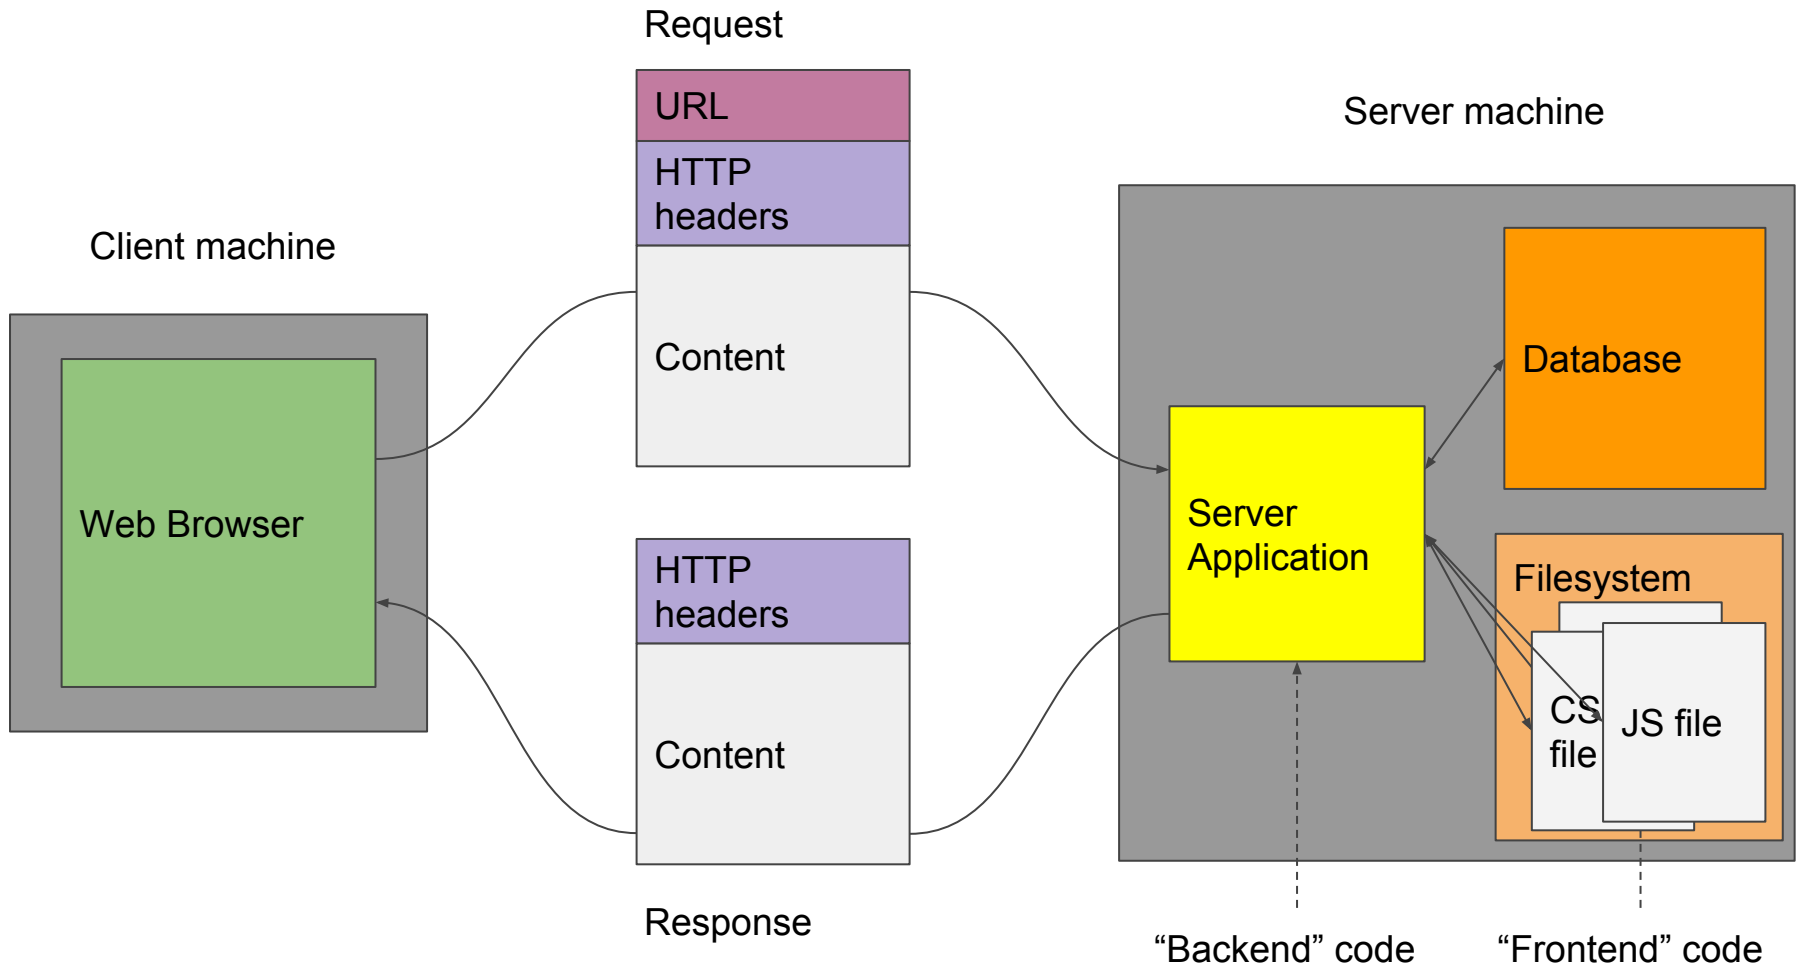 Request
URL
HTTP
headers
Content
Server machine
Client machine
Web Browser
Database
Server
Application
Filesystem
CS
file
JS file
HTTP
headers
Content
Response
“Backend” code
“Frontend” code